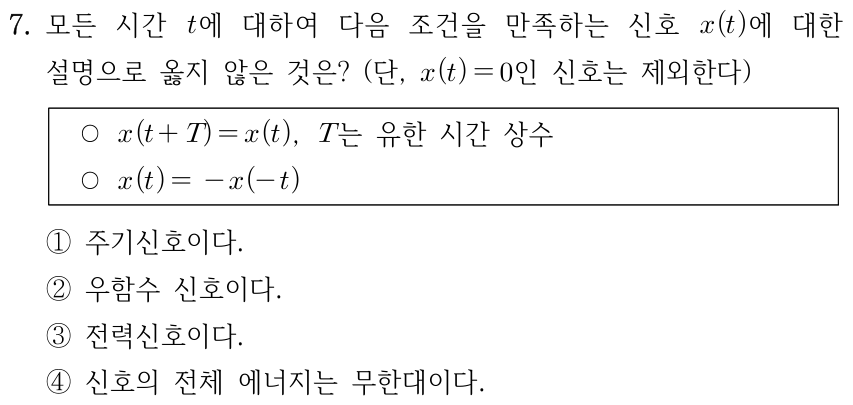 7. 모든 시간 t에 대하여 다음 조건을 만족하는 신호 x(t)에 대한
설명으로 옳지 않은 것은? (단, x(t)=0인 신호는 제외한다)
○ x(t+T)=x(t), T는 유한 시간 상수
○ x(t)=-x(-t)
① 주기신호이다.
② 우함수 신호이다.
③ 전력신호이다.
④ 신호의 전체 에너지는 무한대이다.